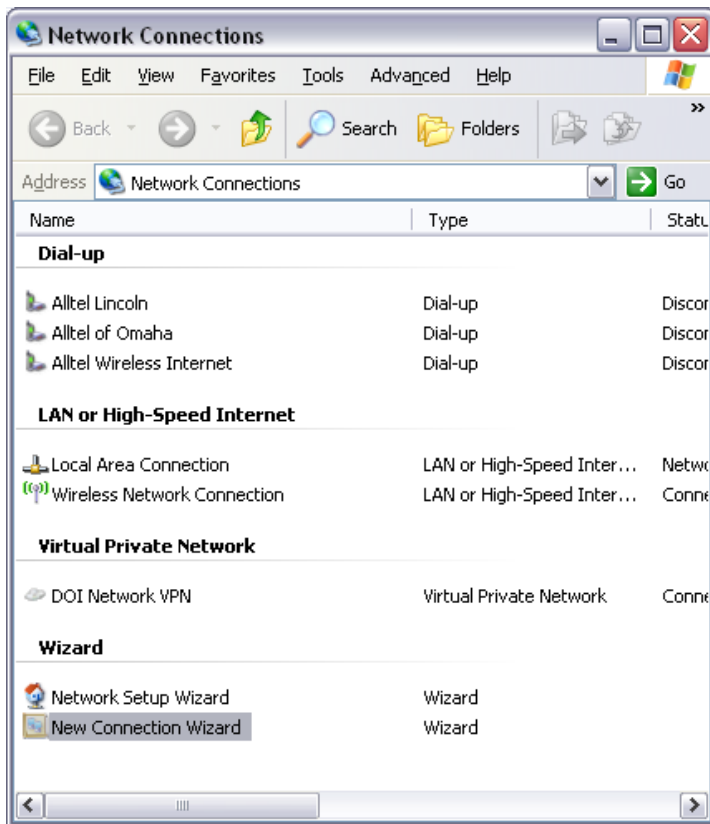 Network Connections
File Edit View Favorites Tools Advanced Help
Back Search Folders »
Address Network Connections Go
Name Type Statu
Dial-up
Alltel Lincoln Dial-up Discor
Alltel of Omaha Dial-up Discor
Alltel Wireless Internet Dial-up Discor
LAN or High-Speed Internet
Local Area Connection LAN or High-Speed Inter... Netwo
Wireless Network Connection LAN or High-Speed Inter... Conne
Virtual Private Network
DOI Network VPN Virtual Private Network Conne
Wizard
Network Setup Wizard Wizard
New Connection Wizard Wizard